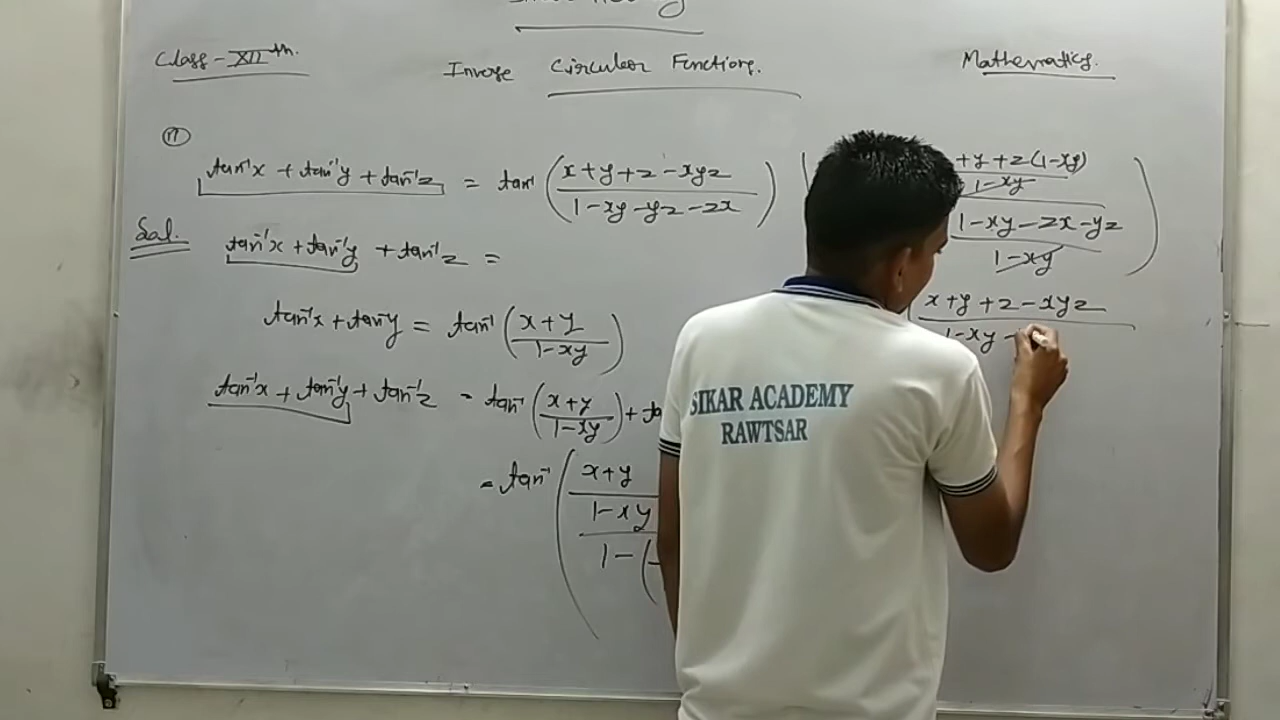 Class - XII th.
Inverse Circular Functions.
Mathematics.
(n)
tan⁻¹x + tan⁻¹y + tan⁻¹z = tan⁻¹ ( x + y + z - xyz / 1 - xy - yz - zx )
Sol.
tan⁻¹x + tan⁻¹y + tan⁻¹z =
tan⁻¹x + tan⁻¹y = tan⁻¹ ( x + y / 1 - xy )
tan⁻¹x + tan⁻¹y + tan⁻¹z = tan⁻¹ ( x + y / 1 - xy ) +
= tan⁻¹ ( x + y
1 - xy
1 - (
+ y + z (1 - xy)
1 - xy
1 - xy - zx - yz
1 - xy )
x + y + z - xyz
1 - xy -
SIKAR ACADEMY
RAWTSAR